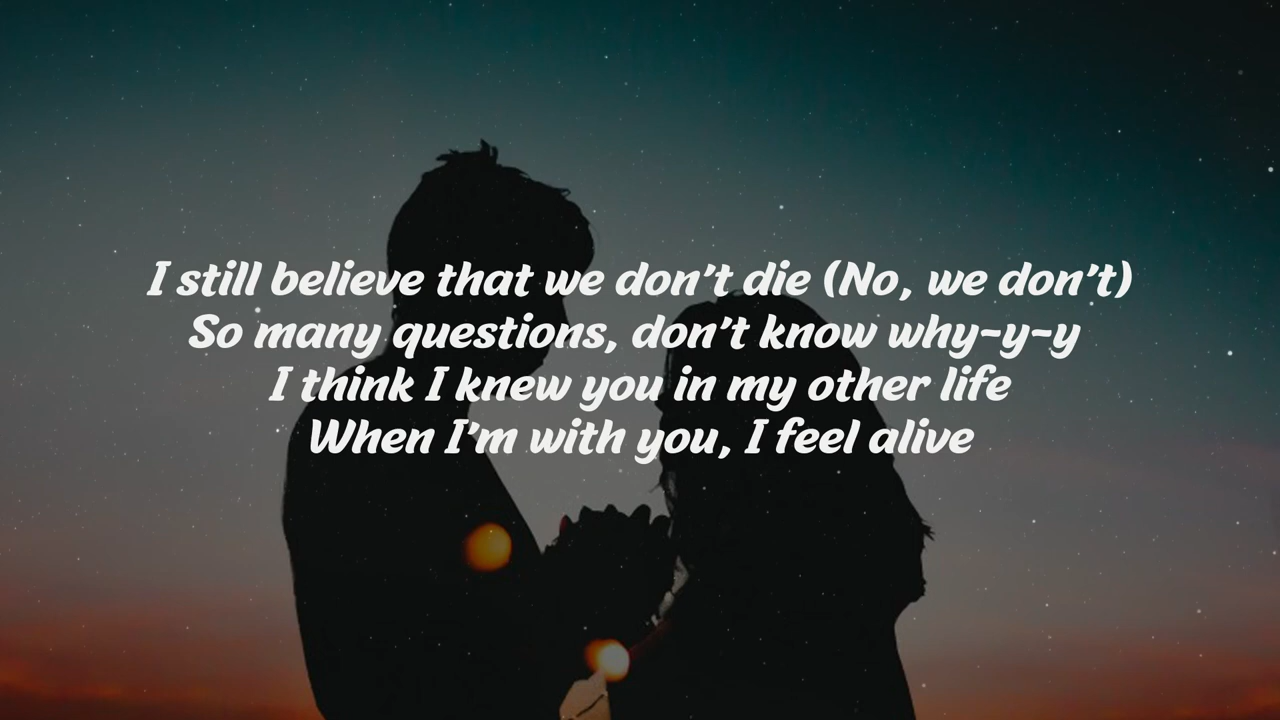 I still believe that we don't die (No, we don't)
So many questions, don't know why-y-y
I think I knew you in my other life
When I'm with you, I feel alive